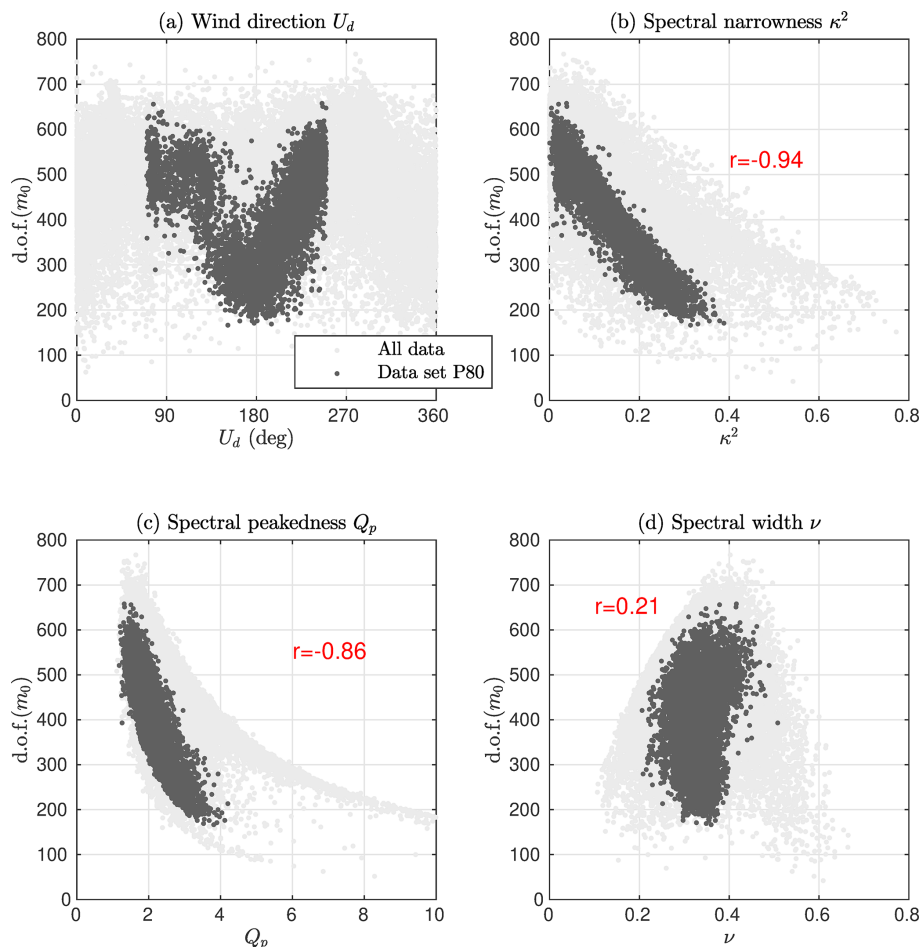 (a) Wind direction U_d
800
700
600
500
400
300
200
100
0
d.o.f.(m_0)
0 90 180 270 360
U_d (deg)
All data
Data set P80
(b) Spectral narrowness κ²
800
700
600
500
400
300
200
100
0
d.o.f.(m_0)
r=-0.94
0 0.2 0.4 0.6 0.8
κ²
(c) Spectral peakedness Q_p
800
700
600
500
400
300
200
100
0
d.o.f.(m_0)
r=-0.86
0 2 4 6 8 10
Q_p
(d) Spectral width ν
800
700
600
500
400
300
200
100
0
d.o.f.(m_0)
r=0.21
0 0.2 0.4 0.6 0.8
ν